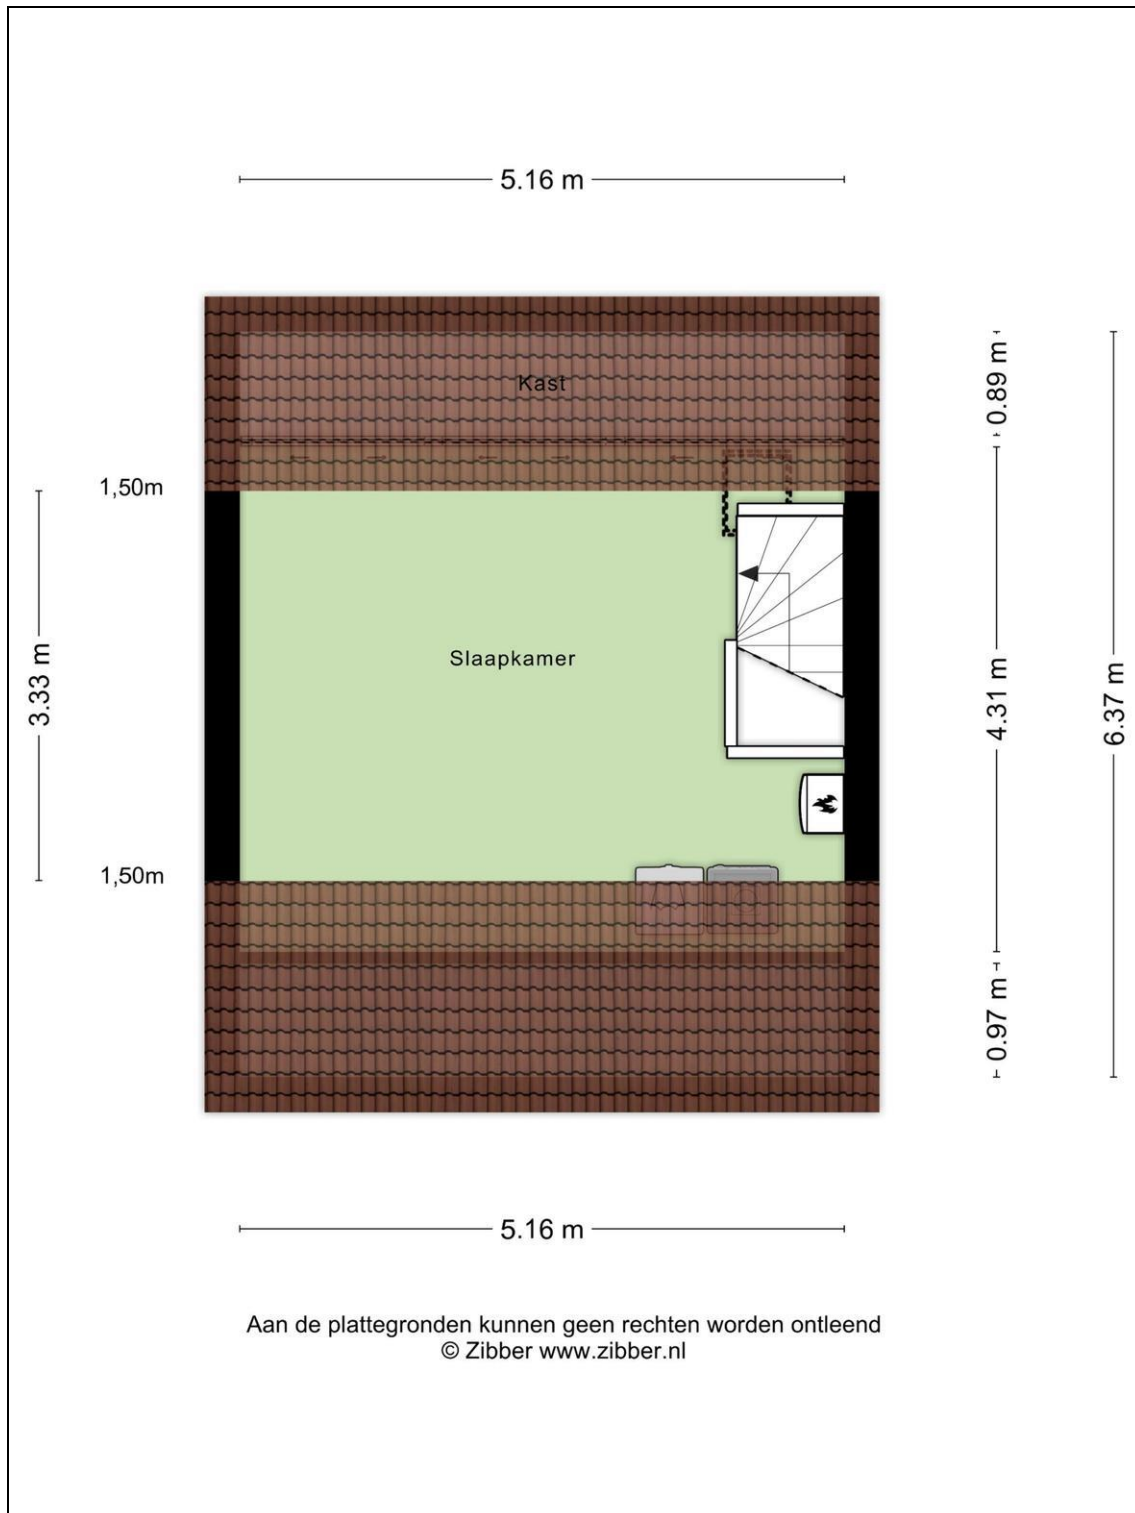 5.16 m
Kast
0.89 m
1,50m
Slaapkamer
3.33 m
4.31 m
6.37 m
1,50m
0.97 m
5.16 m
Aan de plattegronden kunnen geen rechten worden ontleend
© Zibber www.zibber.nl